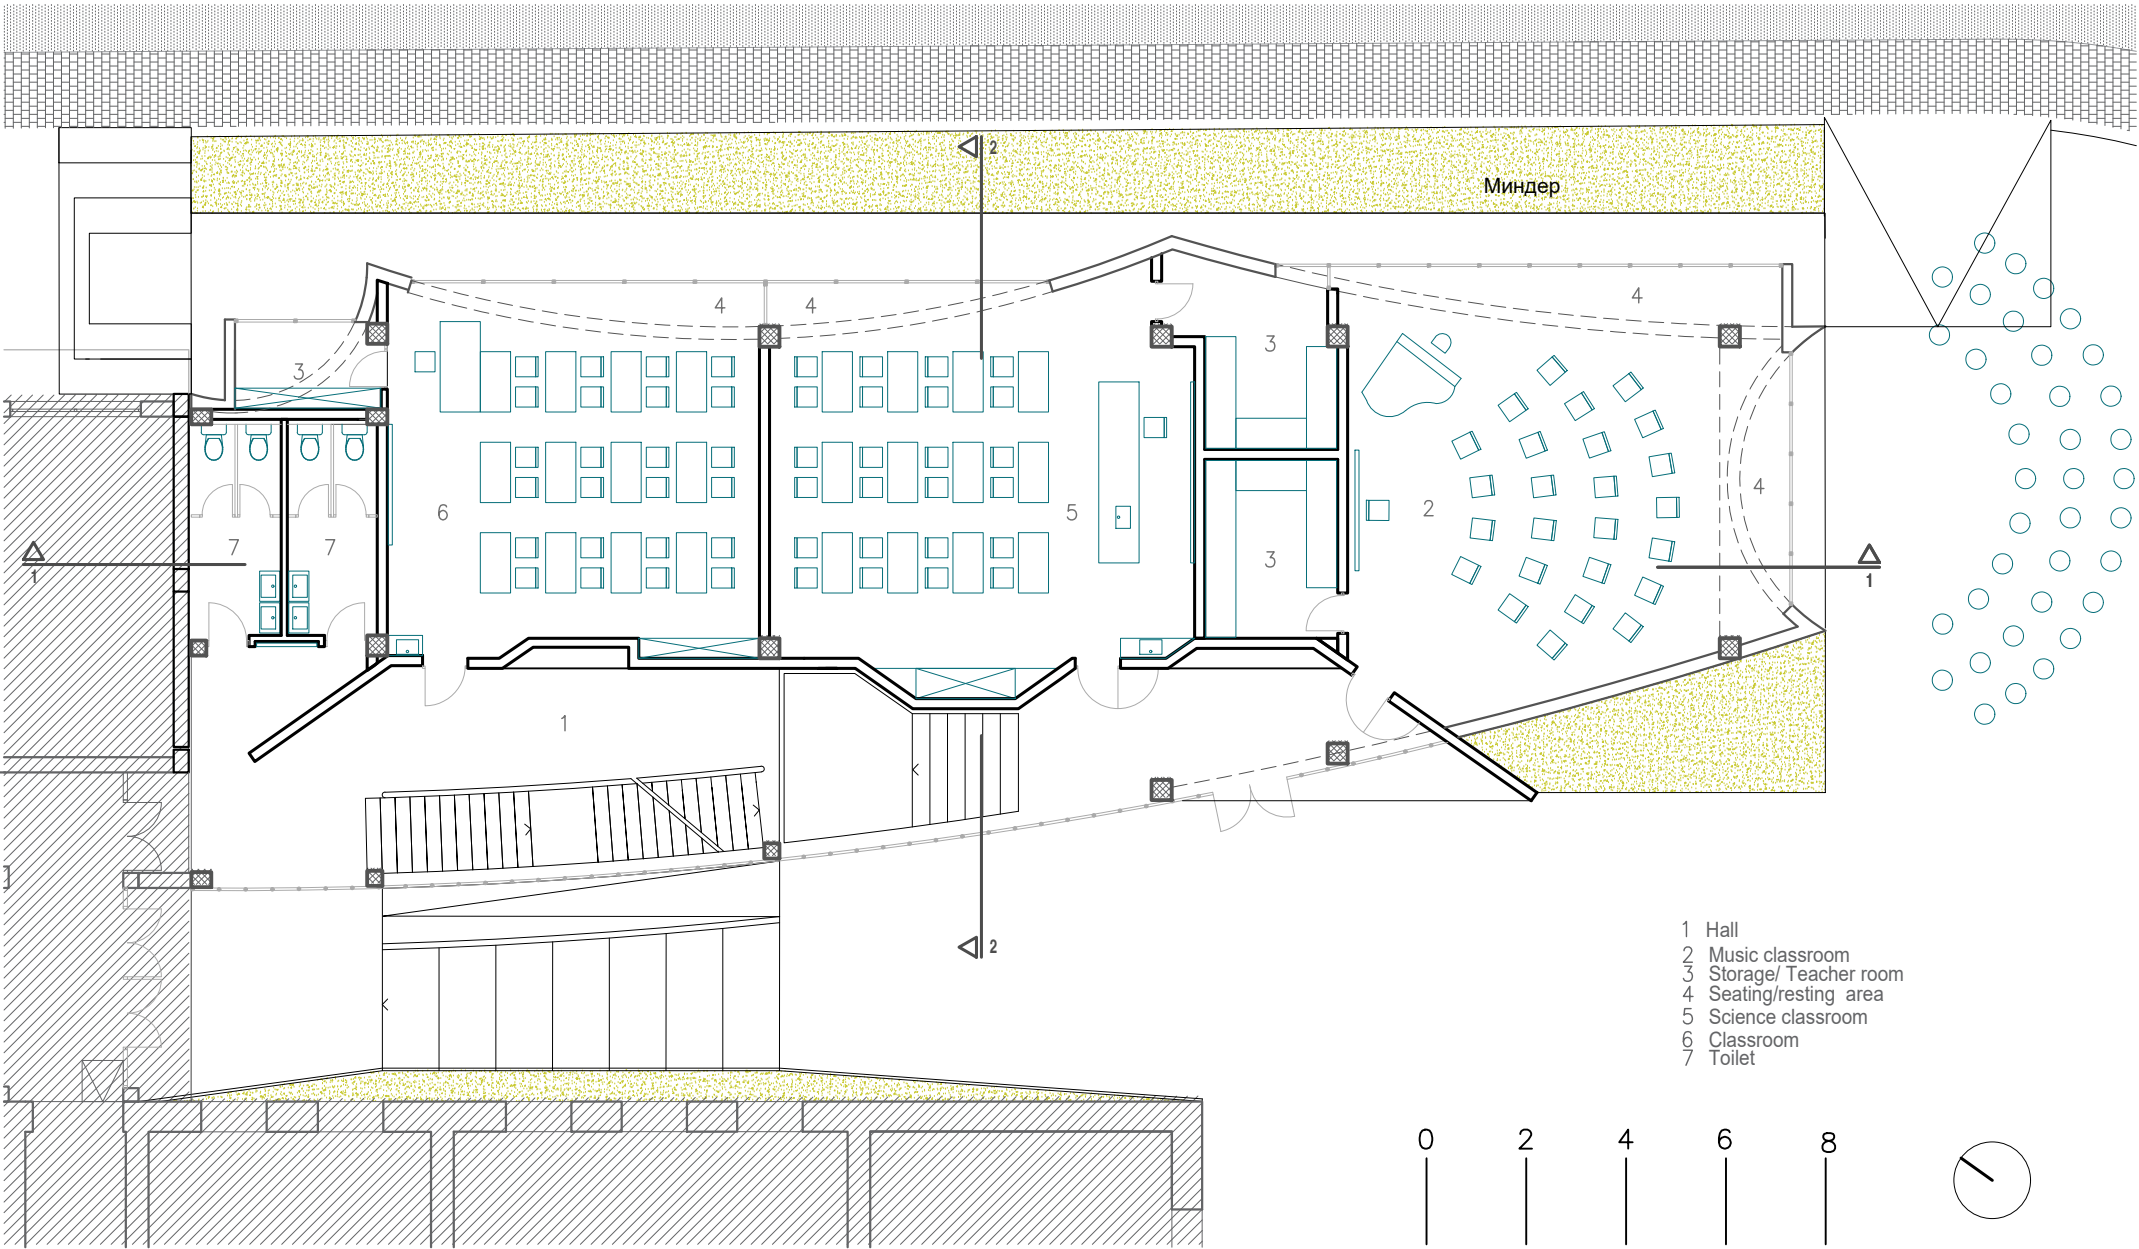 2
Миндер
4
4
4
3
3
4
6
5
2
7
7
3
1
1
1
2
1 Hall
2 Music classroom
3 Storage/ Teacher room
4 Seating/resting area
5 Science classroom
6 Classroom
7 Toilet
0 2 4 6 8